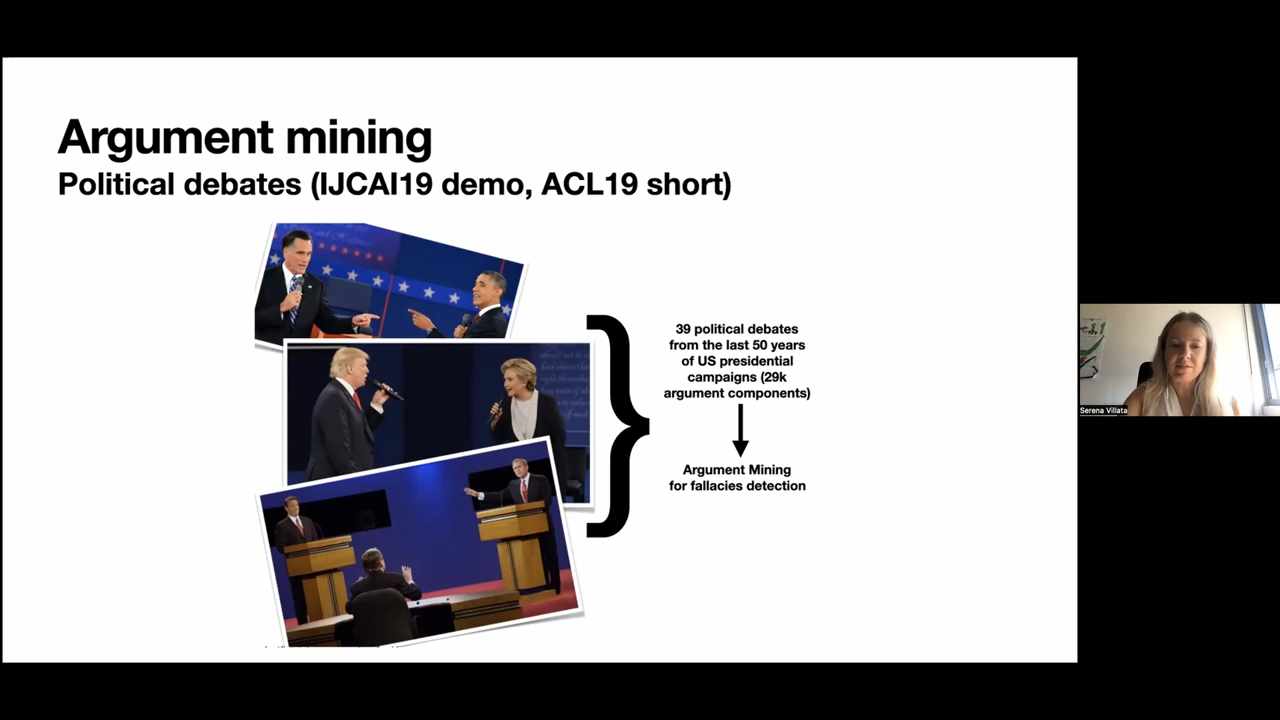 Argument mining
Political debates (IJCAI19 demo, ACL19 short)
39 political debates
from the last 50 years
of US presidential
campaigns (29k
argument components)
Argument Mining
for fallacies detection
Serena Villata